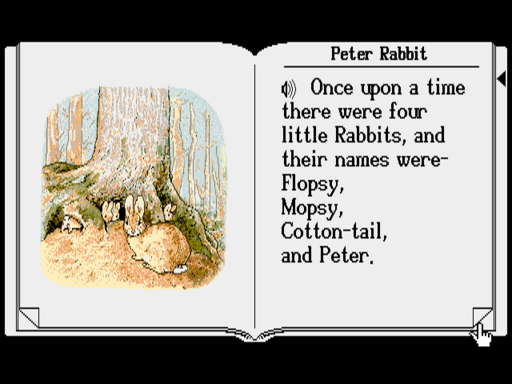 Peter Rabbit
Once upon a time
there were four
little Rabbits, and
their names were-
Flopsy,
Mopsy,
Cotton-tail,
and Peter.